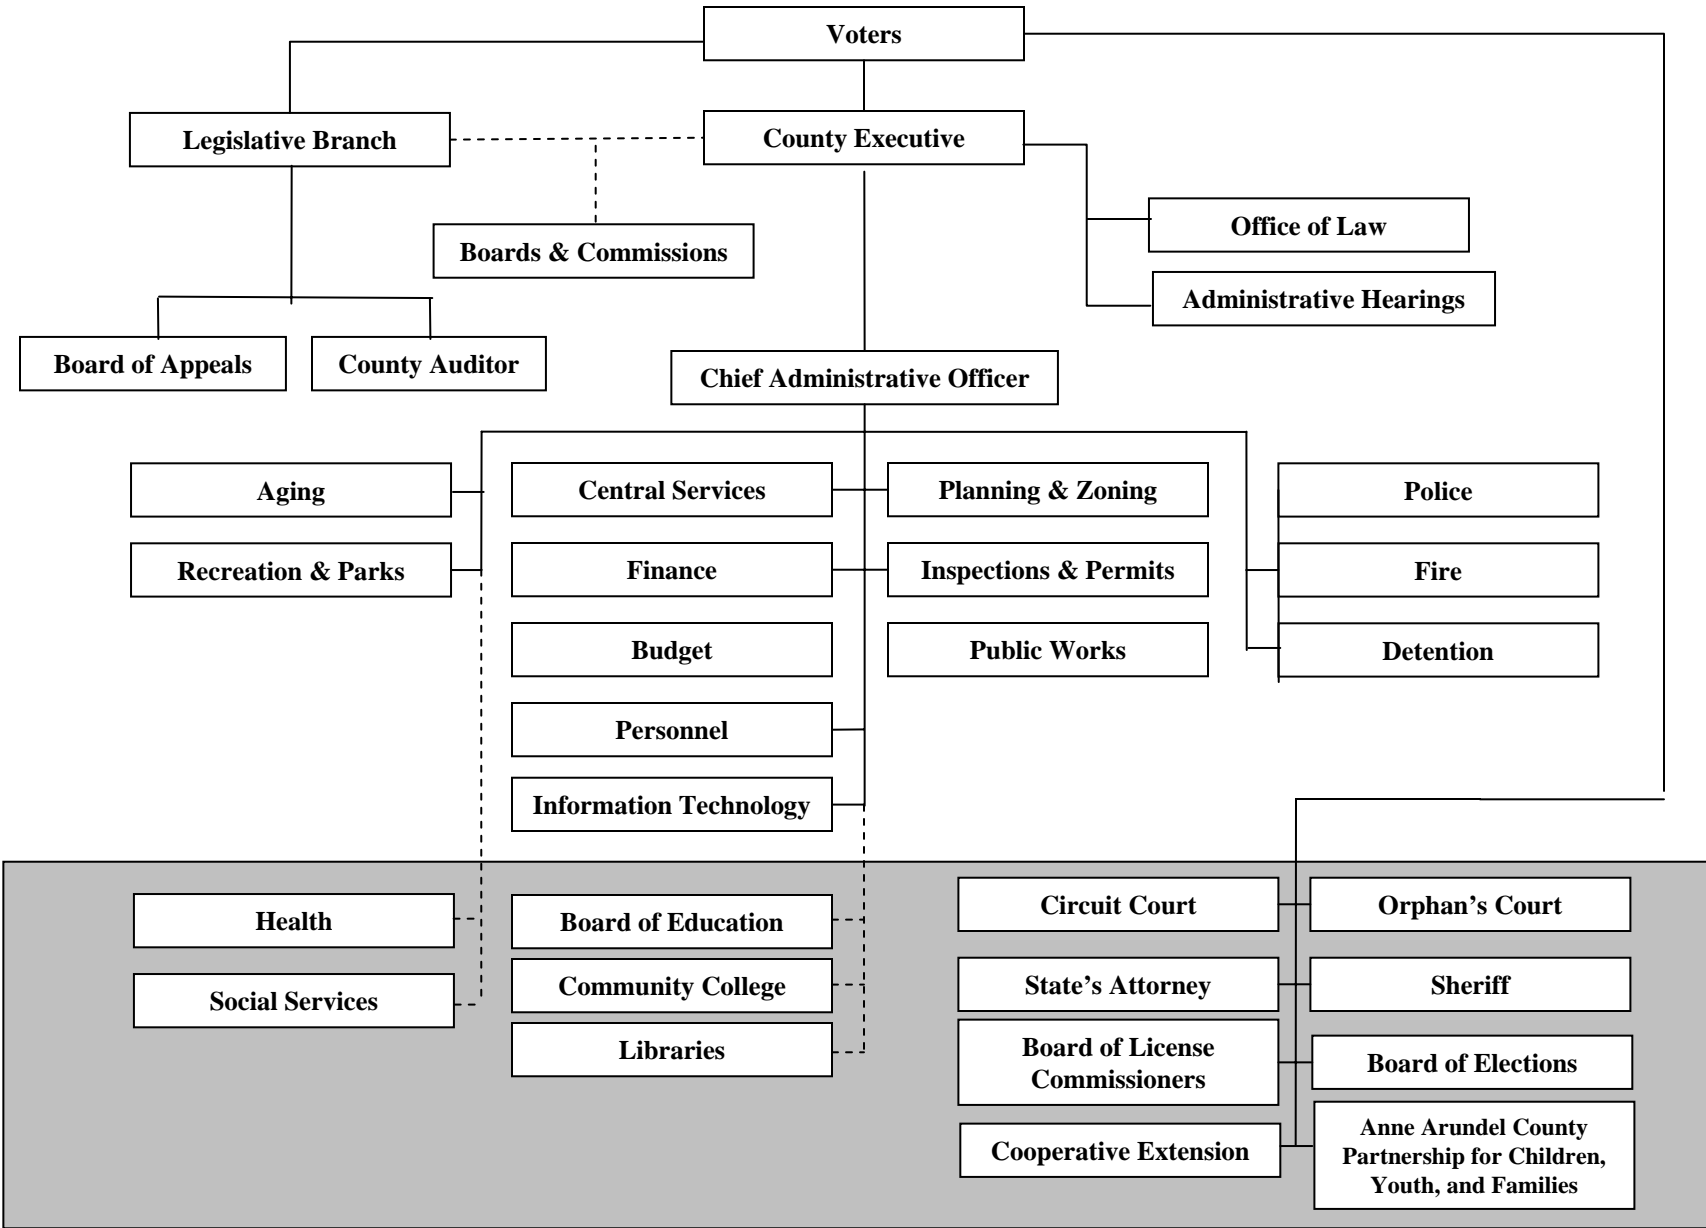 Voters
Legislative Branch
County Executive
Boards & Commissions
Office of Law
Administrative Hearings
Board of Appeals
County Auditor
Chief Administrative Officer
Aging
Central Services
Planning & Zoning
Police
Recreation & Parks
Finance
Inspections & Permits
Fire
Budget
Public Works
Detention
Personnel
Information Technology
Health
Board of Education
Circuit Court
Orphan’s Court
Social Services
Community College
State’s Attorney
Sheriff
Libraries
Board of License
Commissioners
Board of Elections
Cooperative Extension
Anne Arundel County
Partnership for Children,
Youth, and Families